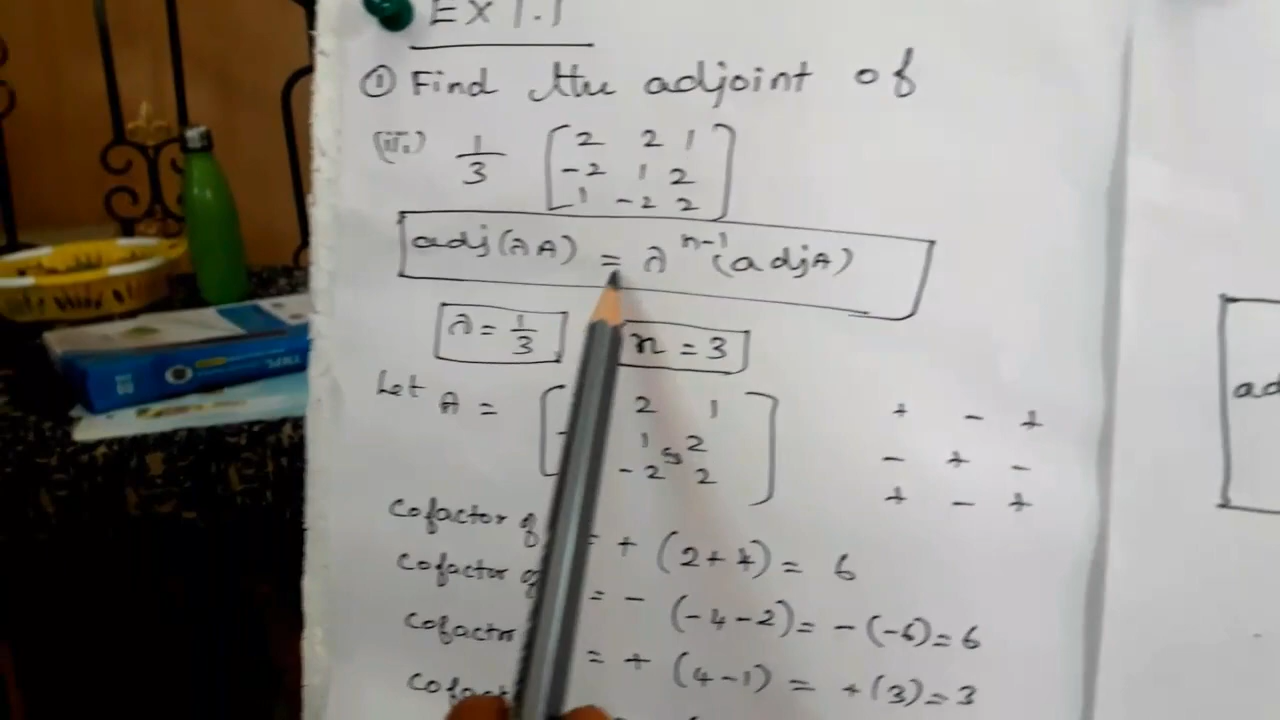 EX 1.1
① Find the adjoint of
1/3 [2 2 1
-2 1 2
1 -2 2]
adj(λA) = λ^(n-1) (adjA)
λ = 1/3 n = 3
Let A = [ 2 1
1 2
-2 2]
+ - +
- + -
+ - +
Cofactor of = + (2+4) = 6
Cofactor of = - (-4-2) = -(-6) = 6
Cofactor = + (4-1) = +(3) = 3